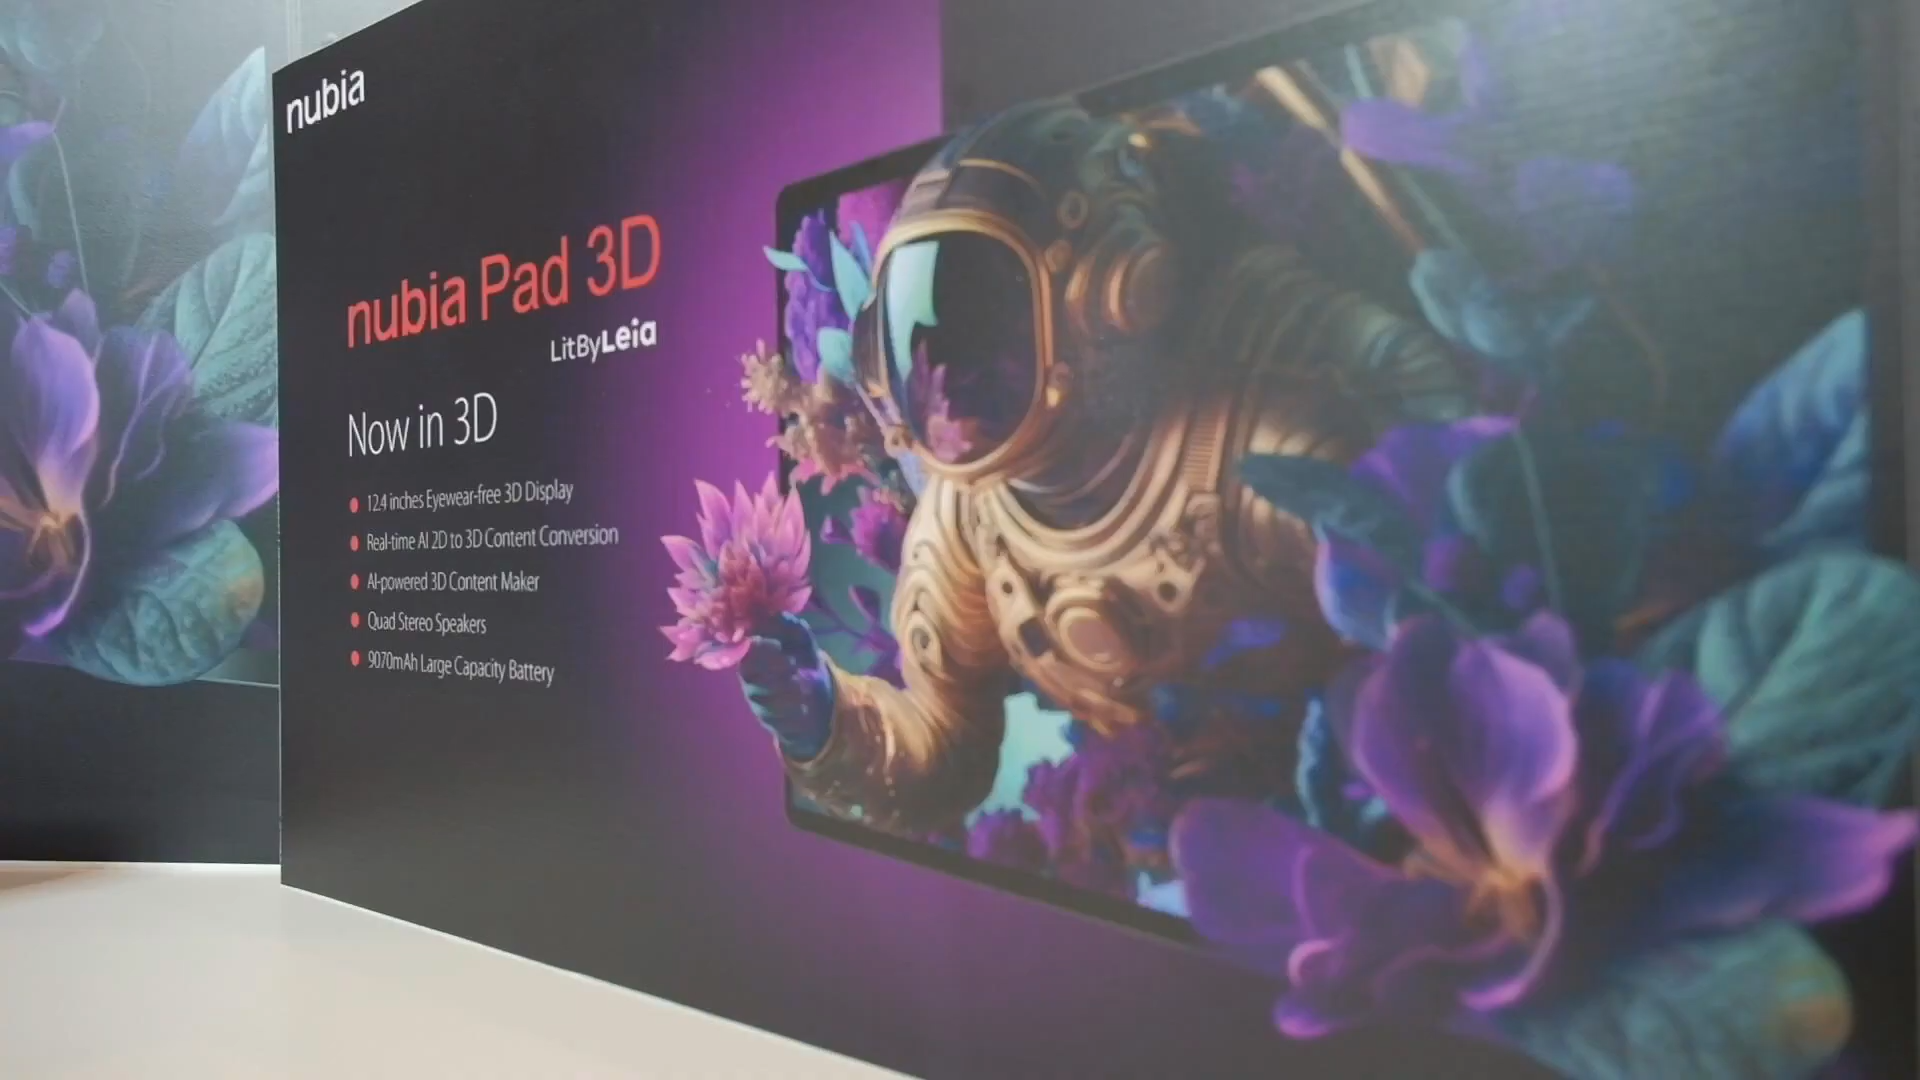 nubia
nubia Pad 3D
LitByLeia
Now in 3D
12.4 inches Eyewear-free 3D Display
Real-time AI 2D to 3D Content Conversion
AI-powered 3D Content Maker
Quad Stereo Speakers
9070mAh Large Capacity Battery